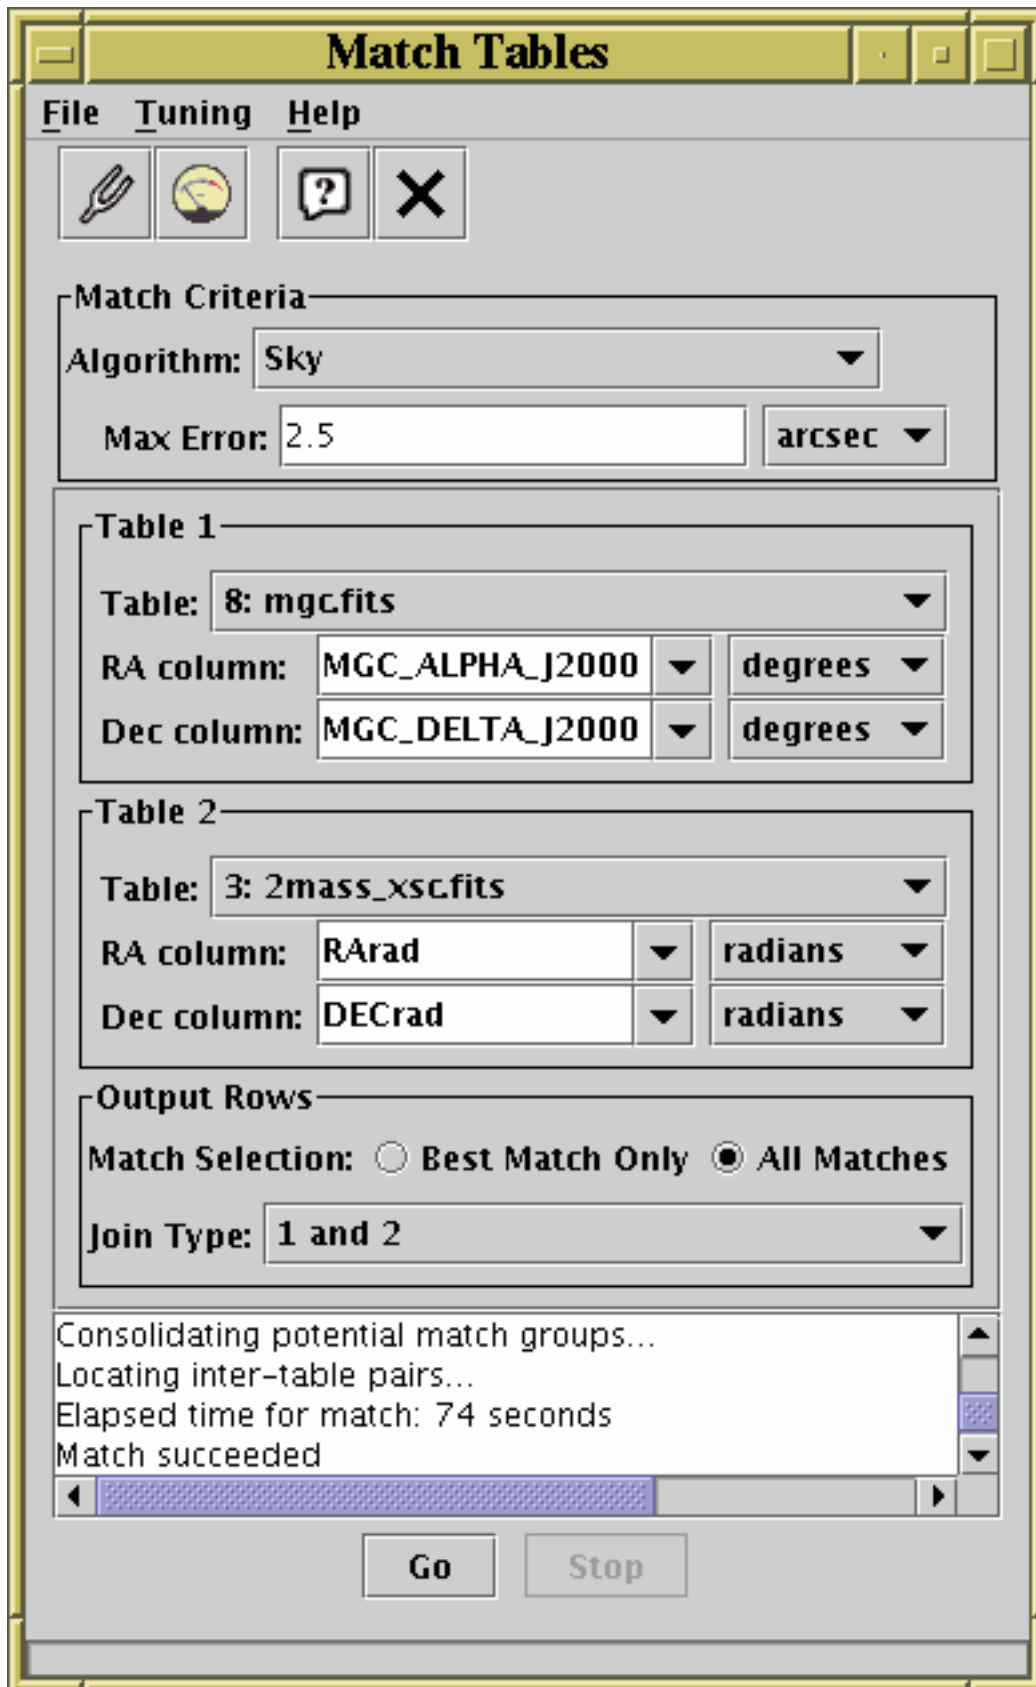 Match Tables
File Tuning Help
?
Match Criteria
Algorithm: Sky
Max Error: 2.5 arcsec
Table 1
Table: 8: mgc.fits
RA column: MGC_ALPHA_J2000 degrees
Dec column: MGC_DELTA_J2000 degrees
Table 2
Table: 3: 2mass_xsc.fits
RA column: RArad radians
Dec column: DECrad radians
Output Rows
Match Selection: Best Match Only All Matches
Join Type: 1 and 2
Consolidating potential match groups...
Locating inter-table pairs...
Elapsed time for match: 74 seconds
Match succeeded
Go Stop